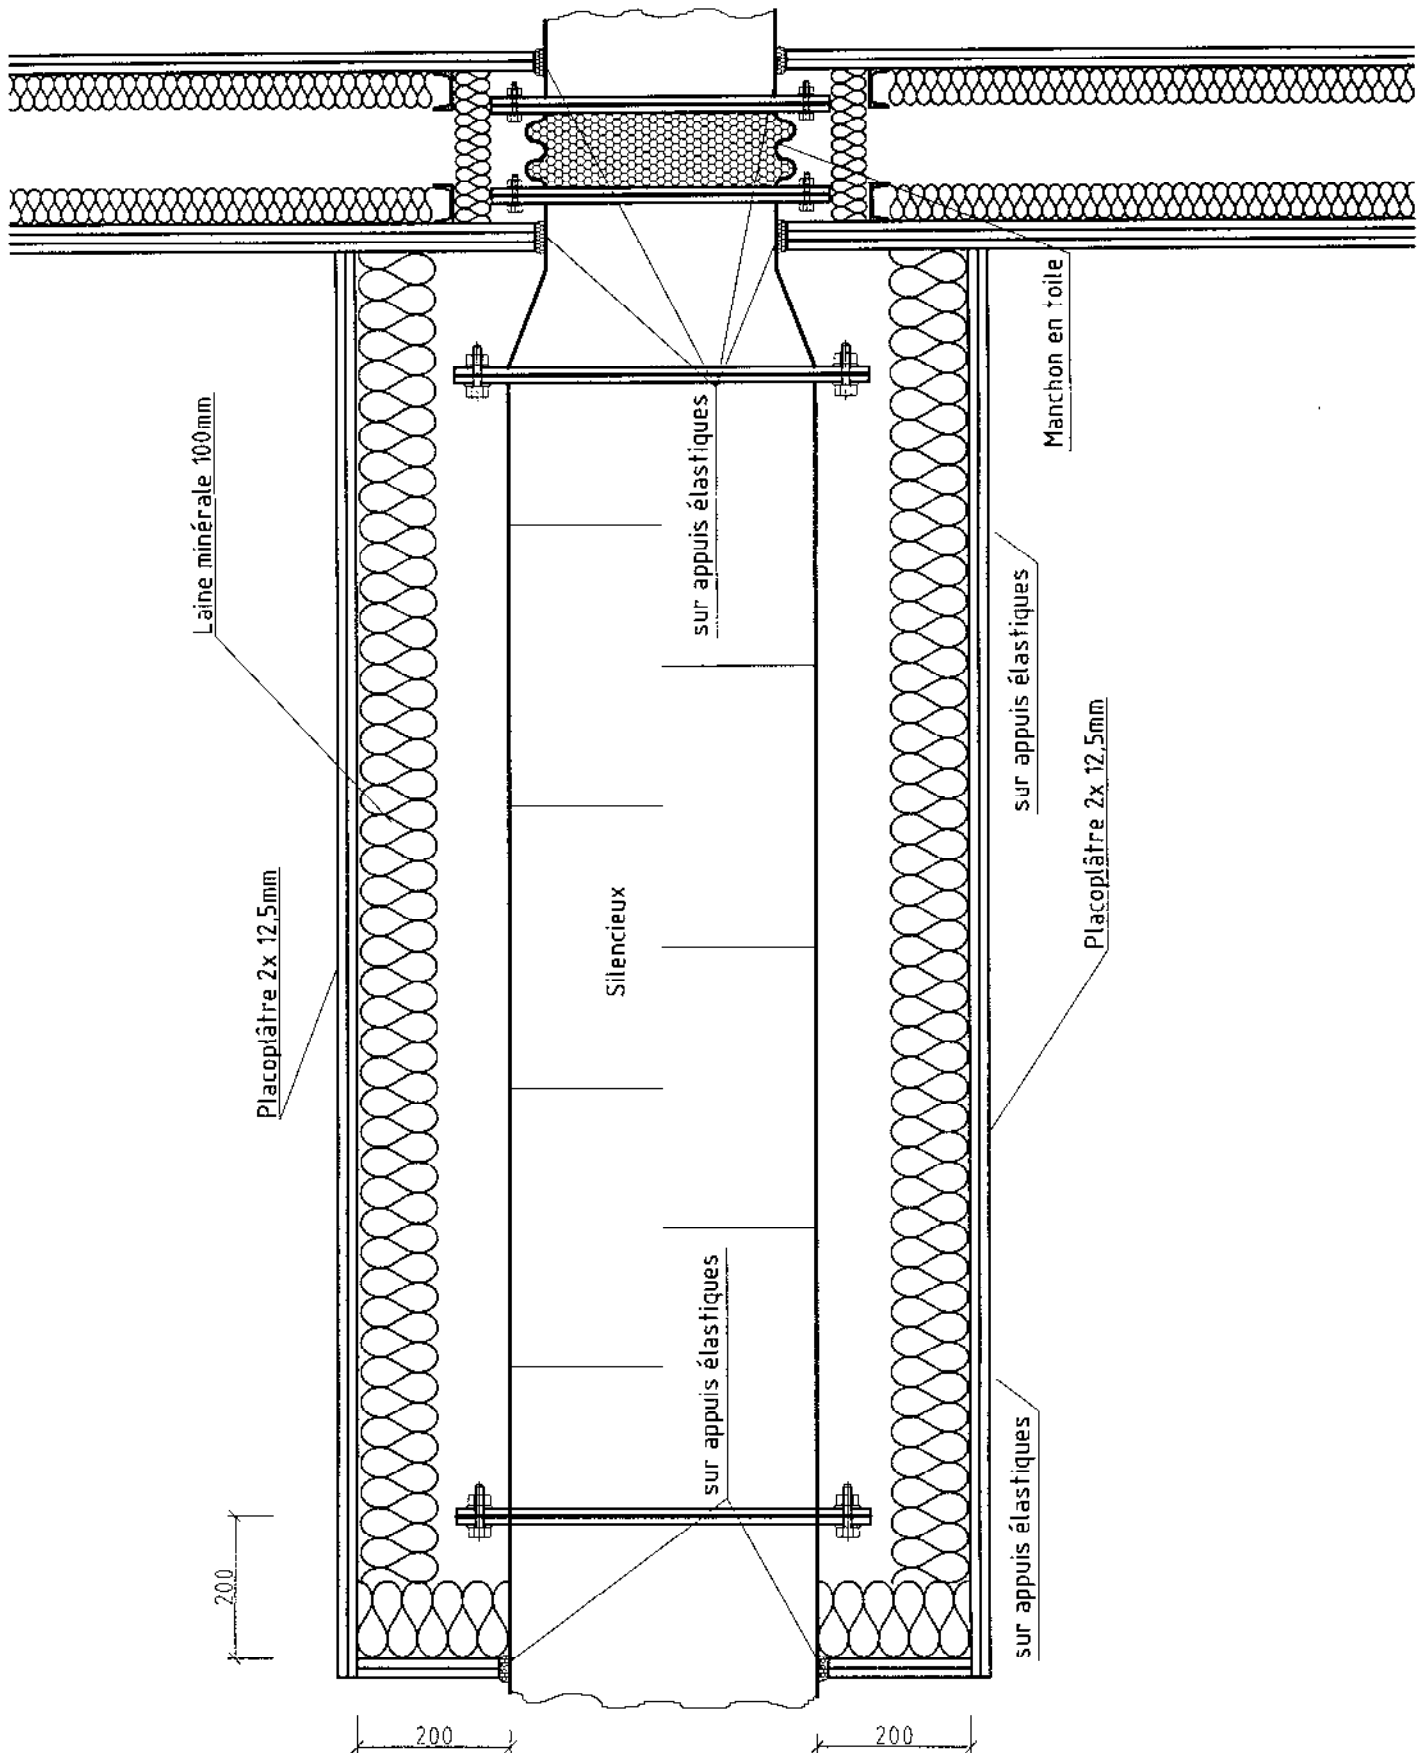 Laine minérale 100mm
Placoplâtre 2x 12,5mm
200
200
Silencieux
sur appuis élastiques
sur appuis élastiques
200
Manchon en toile
sur appuis élastiques
Placoplâtre 2x 12,5mm
sur appuis élastiques